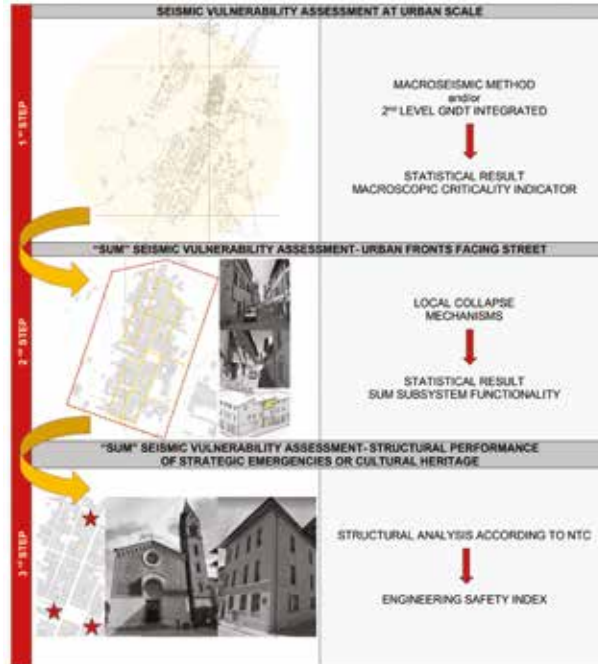 SEISMIC VULNERABILITY ASSESSMENT AT URBAN SCALE
1st STEP
MACROSEISMIC METHOD
and/or
2nd LEVEL GNDT INTEGRATED
STATISTICAL RESULT
MACROSCOPIC CRITICALITY INDICATOR
"SUM" SEISMIC VULNERABILITY ASSESSMENT- URBAN FRONTS FACING STREET
2nd STEP
LOCAL COLLAPSE
MECHANISMS
STATISTICAL RESULT
SUM SUBSYSTEM FUNCTIONALITY
"SUM" SEISMIC VULNERABILITY ASSESSMENT- STRUCTURAL PERFORMANCE
OF STRATEGIC EMERGENCIES OR CULTURAL HERITAGE
3rd STEP
STRUCTURAL ANALYSIS ACCORDING TO NTC
ENGINEERING SAFETY INDEX